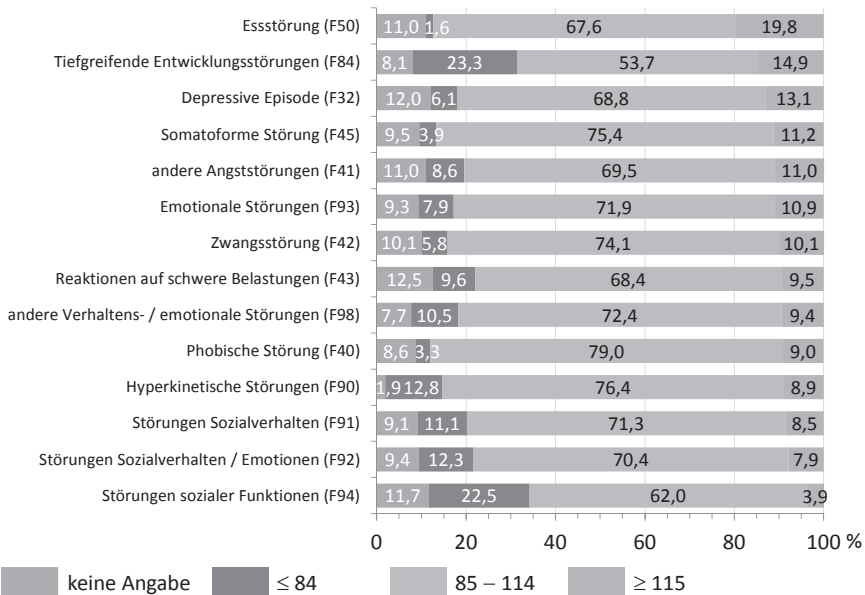 Essstörung (F50) 11,0 1,6 67,6 19,8
Tiefgreifende Entwicklungsstörungen (F84) 8,1 23,3 53,7 14,9
Depressive Episode (F32) 12,0 6,1 68,8 13,1
Somatoforme Störung (F45) 9,5 3,9 75,4 11,2
andere Angststörungen (F41) 11,0 8,6 69,5 11,0
Emotionale Störungen (F93) 9,3 7,9 71,9 10,9
Zwangsstörung (F42) 10,1 5,8 74,1 10,1
Reaktionen auf schwere Belastungen (F43) 12,5 9,6 68,4 9,5
andere Verhaltens- / emotionale Störungen (F98) 7,7 10,5 72,4 9,4
Phobische Störung (F40) 8,6 3,3 79,0 9,0
Hyperkinetische Störungen (F90) 1,9 12,8 76,4 8,9
Störungen Sozialverhalten (F91) 9,1 11,1 71,3 8,5
Störungen Sozialverhalten / Emotionen (F92) 9,4 12,3 70,4 7,9
Störungen sozialer Funktionen (F94) 11,7 22,5 62,0 3,9
0 20 40 60 80 100 %
keine Angabe ≤ 84 85 – 114 ≥ 115